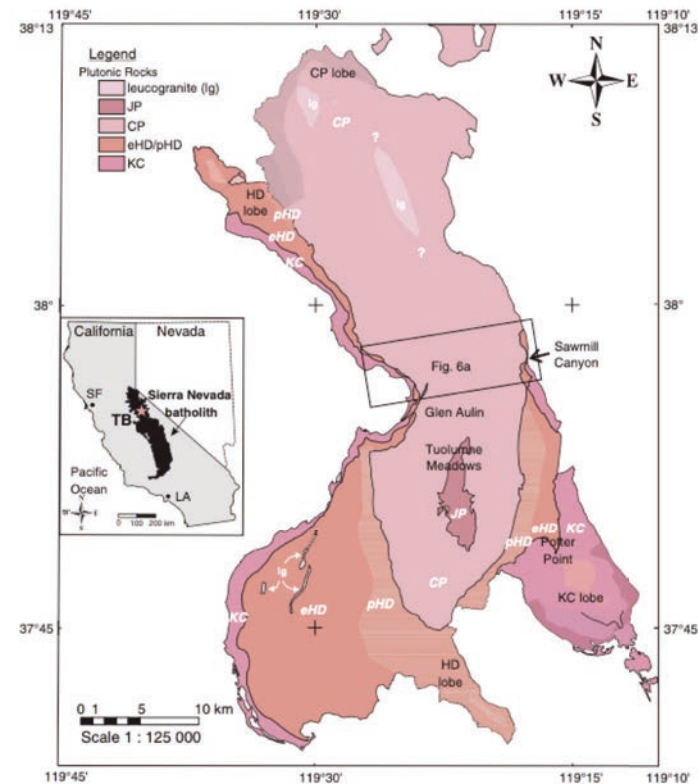 119°45'
119°30'
119°15'
119°10'
38°13
38°13
Legend
Plutonic Rocks
leucogranite (lg)
JP
CP
eHD/pHD
KC
N
W
E
S
CP lobe
lg
CP
?
lg
?
HD
lobe
pHD
eHD
KC
38°
38°
Fig. 6a
Sawmill
Canyon
Glen Aulin
Tuolumne
Meadows
JP
California
Nevada
SF
TB
Sierra Nevada
batholith
Pacific
Ocean
N
W
E
S
LA
0 100 200 km
eHD
KC
pHD
Potter
Point
KC lobe
lg
z
KC
eHD
pHD
CP
HD
lobe
37°45
37°45
0 1 5 10 km
Scale 1 : 125 000
119°45'
119°30'
119°15'
119°10'